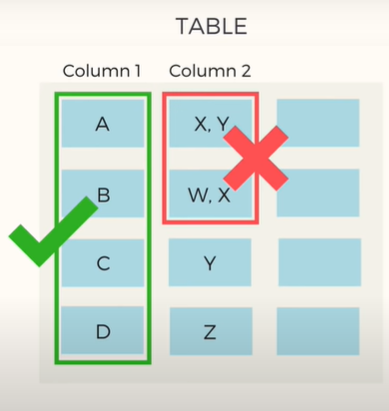 TABLE
Column 1 Column 2
A X, Y
B W, X
C Y
D Z